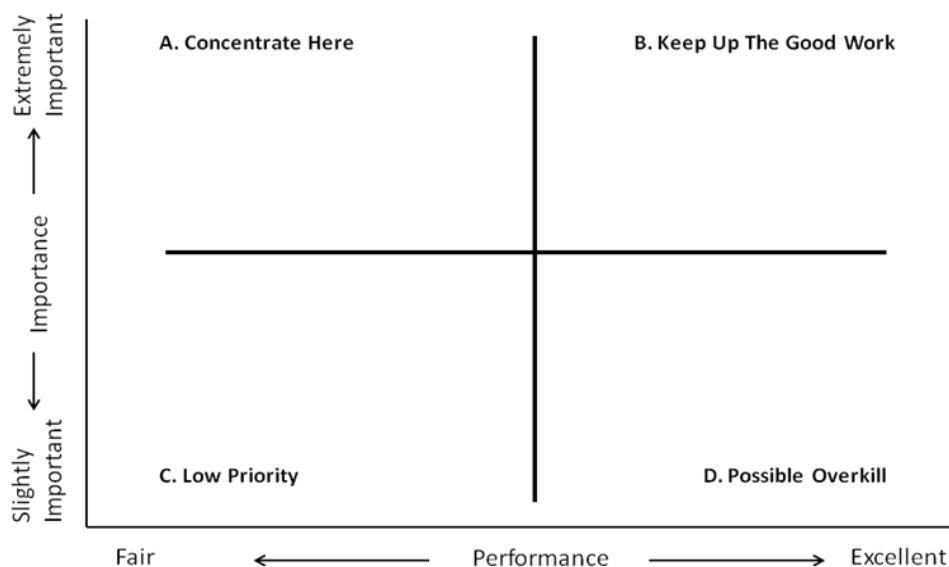 Extremely
Important
A. Concentrate Here
B. Keep Up The Good Work
Importance
Slightly
Important
C. Low Priority
D. Possible Overkill
Fair
Performance
Excellent